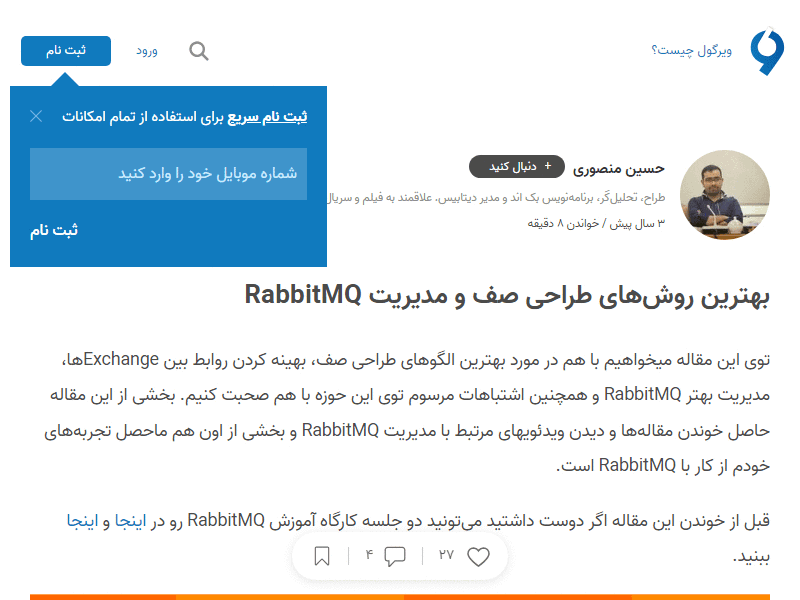 ویرگول چیست؟
ورود
ثبت نام
ثبت نام سریع برای استفاده از تمام امکانات
شماره موبایل خود را وارد کنید
ثبت نام
حسین منصوری
+ دنبال کنید
طراح، تحلیل‌گر، برنامه‌نویس بک اند و مدیر دیتابیس. علاقمند به فیلم و سریال
۳ سال پیش / خواندن ۸ دقیقه
بهترین روش‌های طراحی صف و مدیریت RabbitMQ
توی این مقاله میخواهیم با هم در مورد بهترین الگوهای طراحی صف، بهینه کردن روابط بین Exchangeها،
مدیریت بهتر RabbitMQ و همچنین اشتباهات مرسوم توی این حوزه با هم صحبت کنیم. بخشی از این مقاله
حاصل خوندن مقاله‌ها و دیدن ویدئویهای مرتبط با مدیریت RabbitMQ و بخشی از اون هم ماحصل تجربه‌های
خودم از کار با RabbitMQ است.
قبل از خوندن این مقاله اگر دوست داشتید می‌تونید دو جلسه کارگاه آموزش RabbitMQ رو در اینجا و اینجا
ببنید.
۲۷
۴